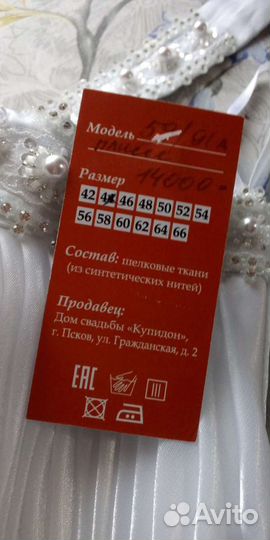 Модель
плиссе
Размер 14000-
42 44 46 48 50 52 54
56 58 60 62 64 66
Состав: шелковые ткани
(из синтетических нитей)
Продавец:
Дом свадьбы «Купидон»,
г. Псков, ул. Гражданская, д. 2
EAC
Avito